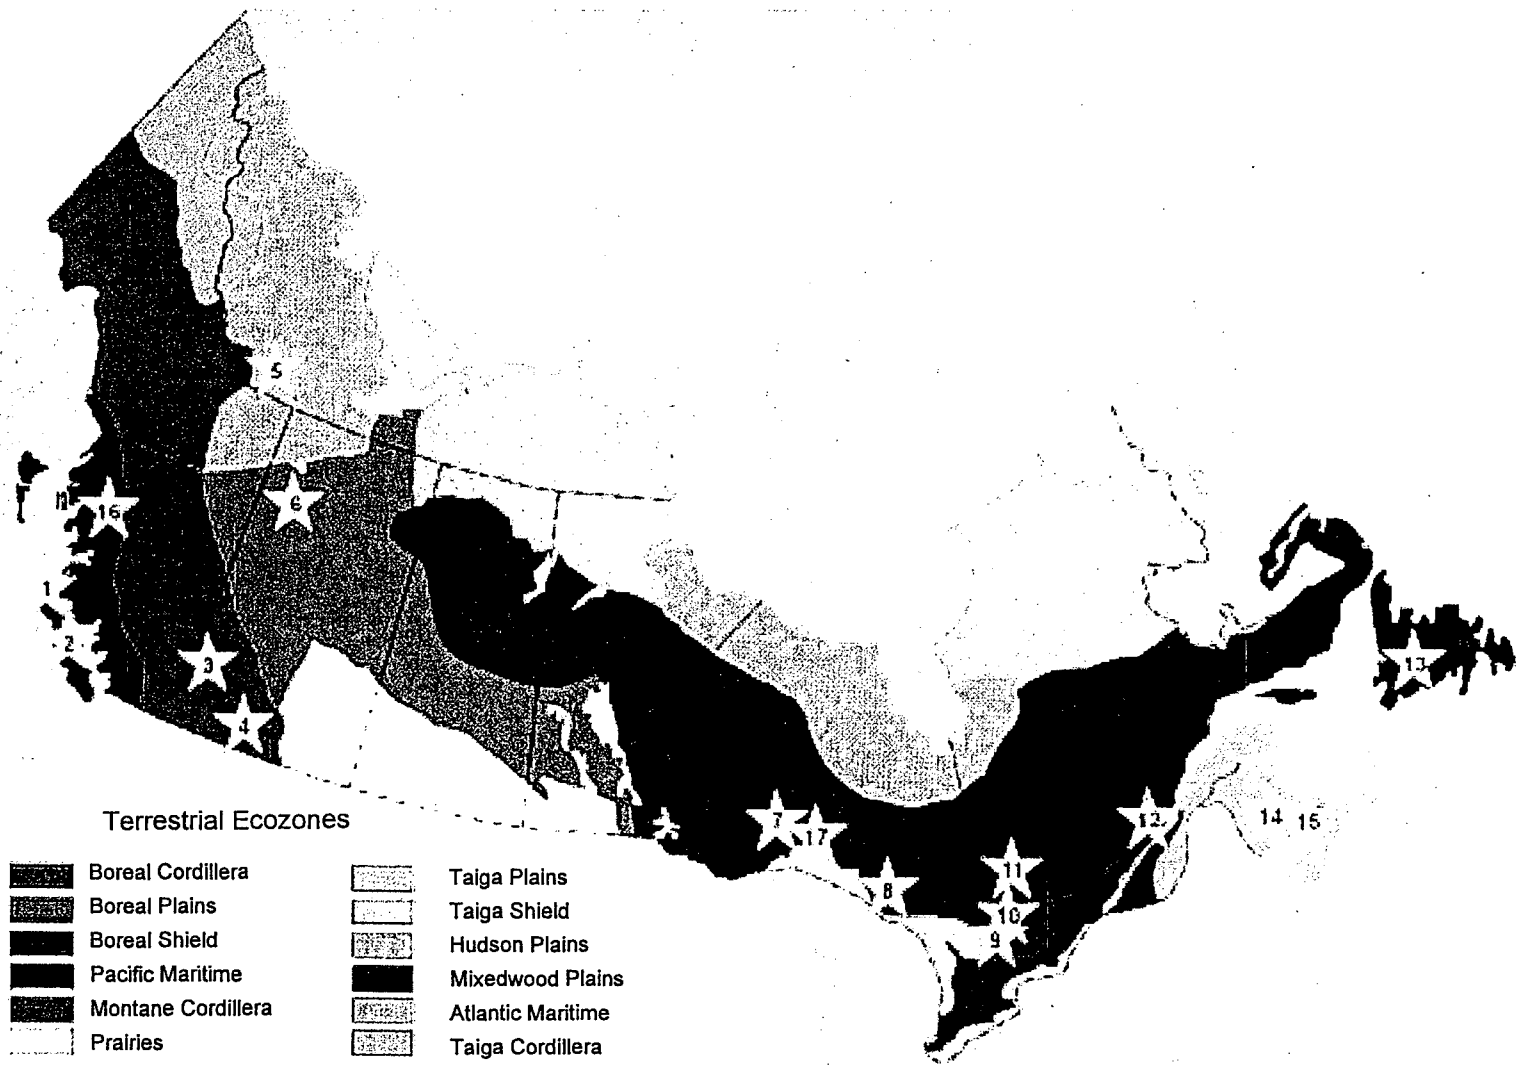 5
6
16
1
2
3
13
4
7
17
12
14
15
11
8
10
9
Terrestrial Ecozones
Boreal Cordillera
Boreal Plains
Boreal Shield
Pacific Maritime
Montane Cordillera
Prairies
Taiga Plains
Taiga Shield
Hudson Plains
Mixedwood Plains
Atlantic Maritime
Taiga Cordillera